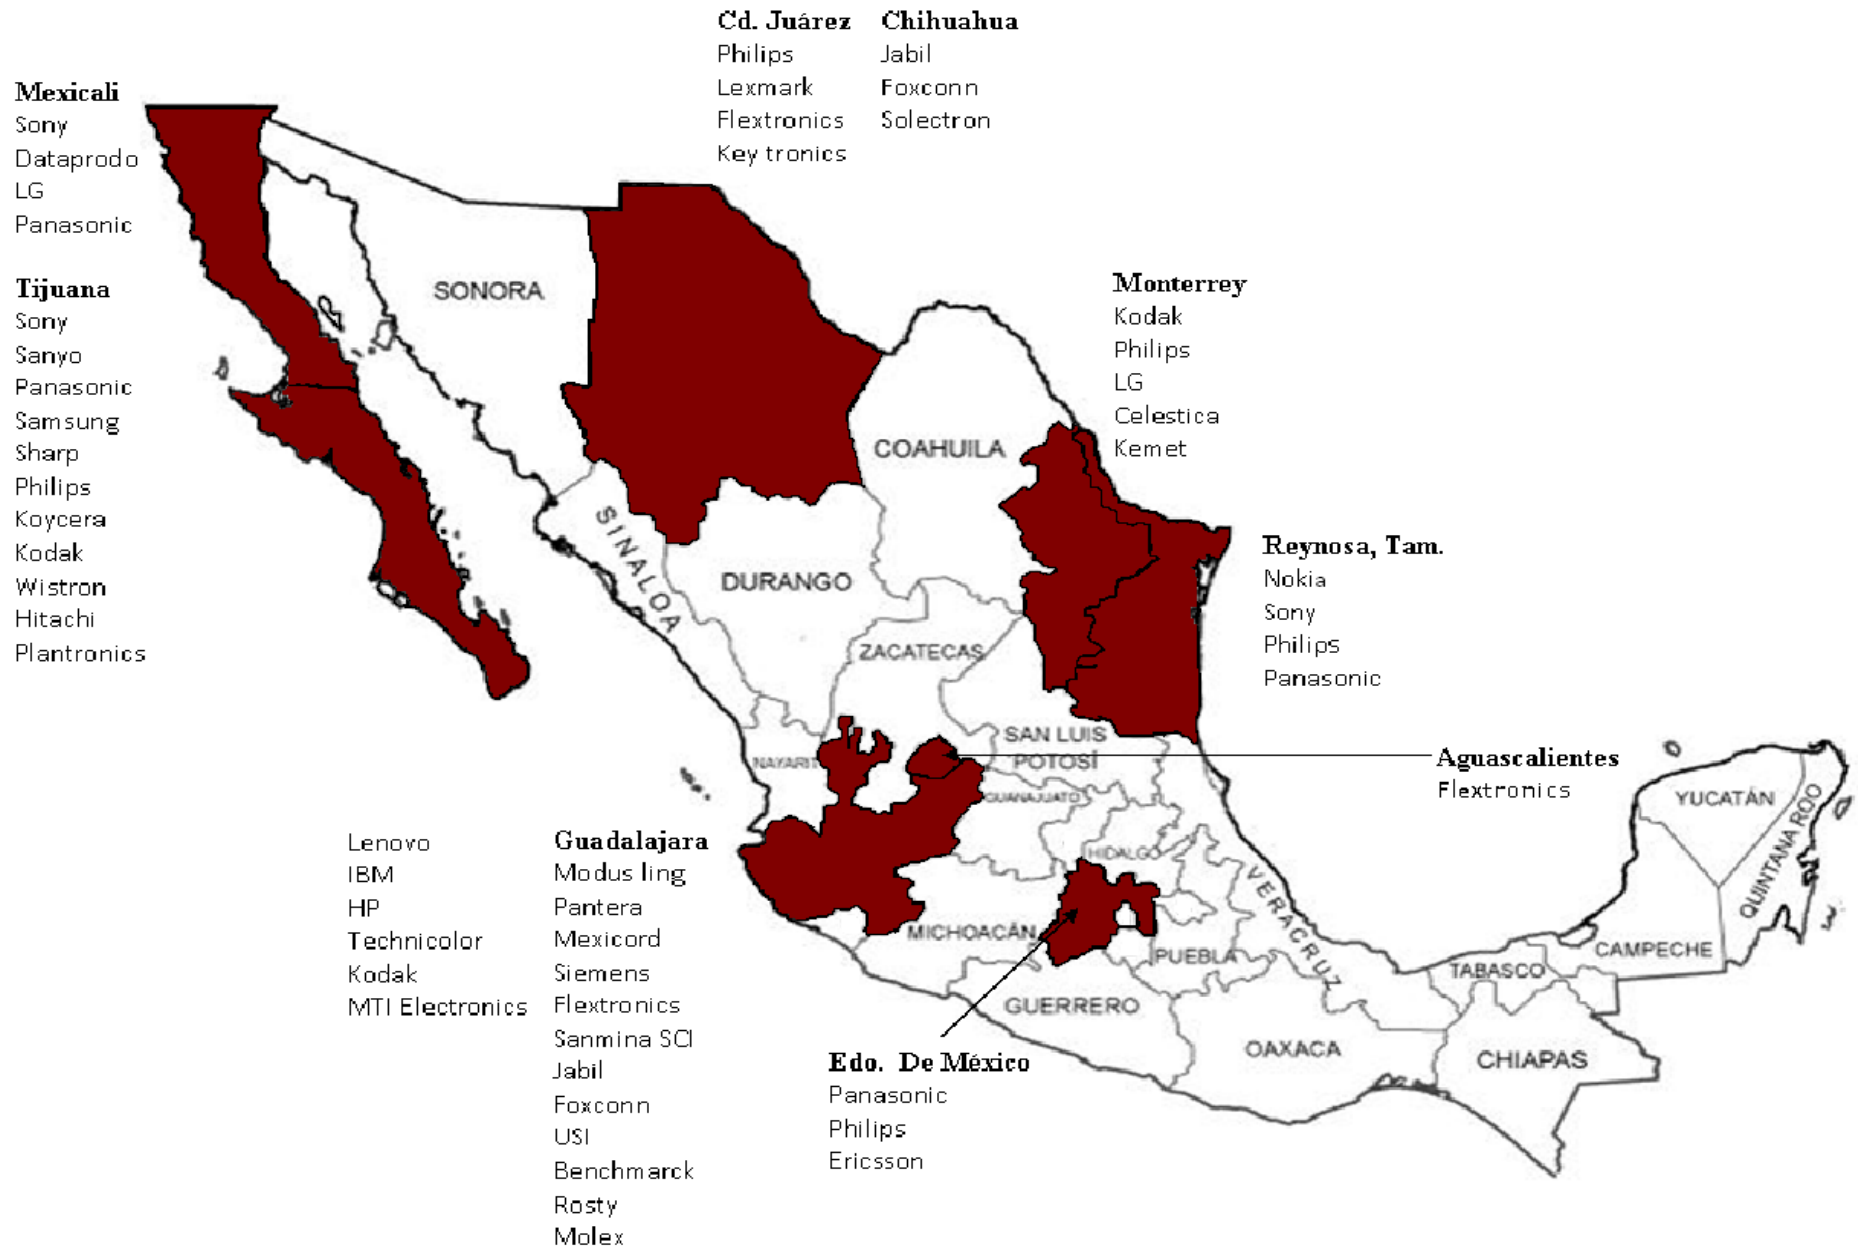 Cd. Juárez
Philips
Lexmark
Flextronics
Key tronics
Chihuahua
Jabil
Foxconn
Solectron
Mexicali
Sony
Dataprodo
LG
Panasonic
Tijuana
Sony
Sanyo
Panasonic
Samsung
Sharp
Philips
Koycera
Kodak
Wistron
Hitachi
Plantronics
Monterrey
Kodak
Philips
LG
Celestica
Kemet
Reynosa, Tam.
Nokia
Sony
Philips
Panasonic
Aguascalientes
Flextronics
SONORA
COAHUILA
SINALOA
DURANGO
ZACATECAS
SAN LUIS
POTOSÍ
NAYARIT
GUANAJUATO
HIDALGO
MICHOACÁN
PUEBLA
VERACRUZ
GUERRERO
OAXACA
TABASCO
CHIAPAS
CAMPECHE
YUCATÁN
QUINTANA ROO
Lenovo
IBM
HP
Technicolor
Kodak
MTI Electronics
Guadalajara
Modus ling
Pantera
Mexicord
Siemens
Flextronics
Sanmina SCI
Jabil
Foxconn
USI
Benchmarck
Rosty
Molex
Edo. De México
Panasonic
Philips
Ericsson